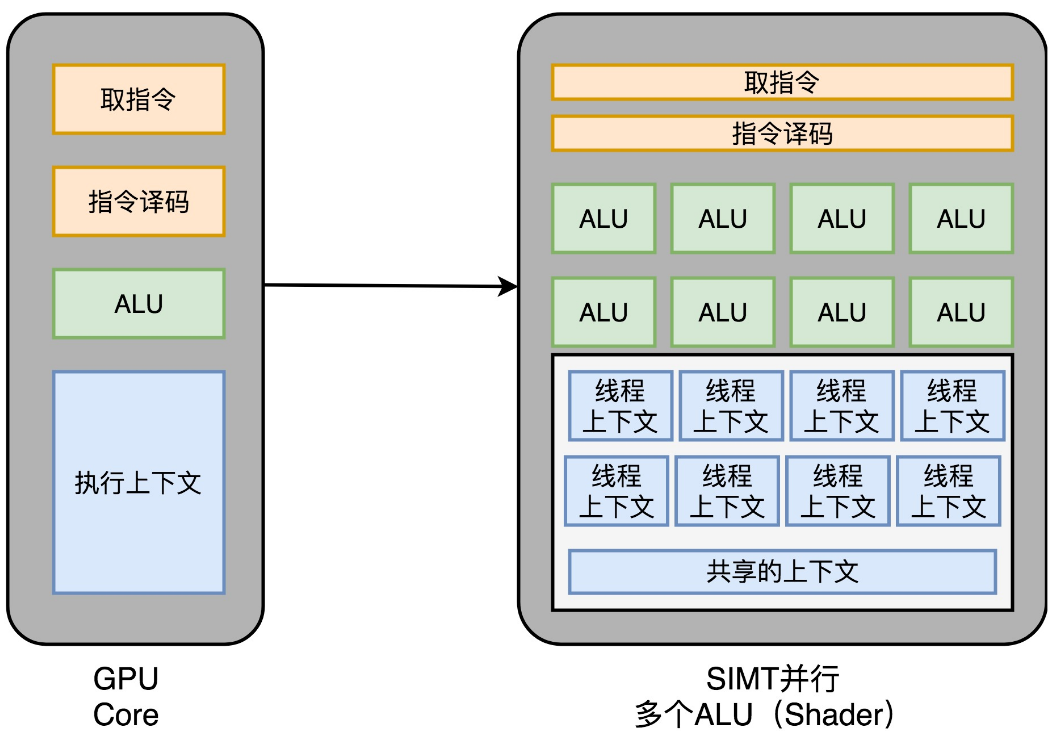 取指令
指令译码
ALU
执行上下文
GPU
Core
取指令
指令译码
ALU ALU ALU ALU
ALU ALU ALU ALU
线程 线程 线程 线程
上下文 上下文 上下文 上下文
线程 线程 线程 线程
上下文 上下文 上下文 上下文
共享的上下文
SIMT并行
多个ALU（Shader）